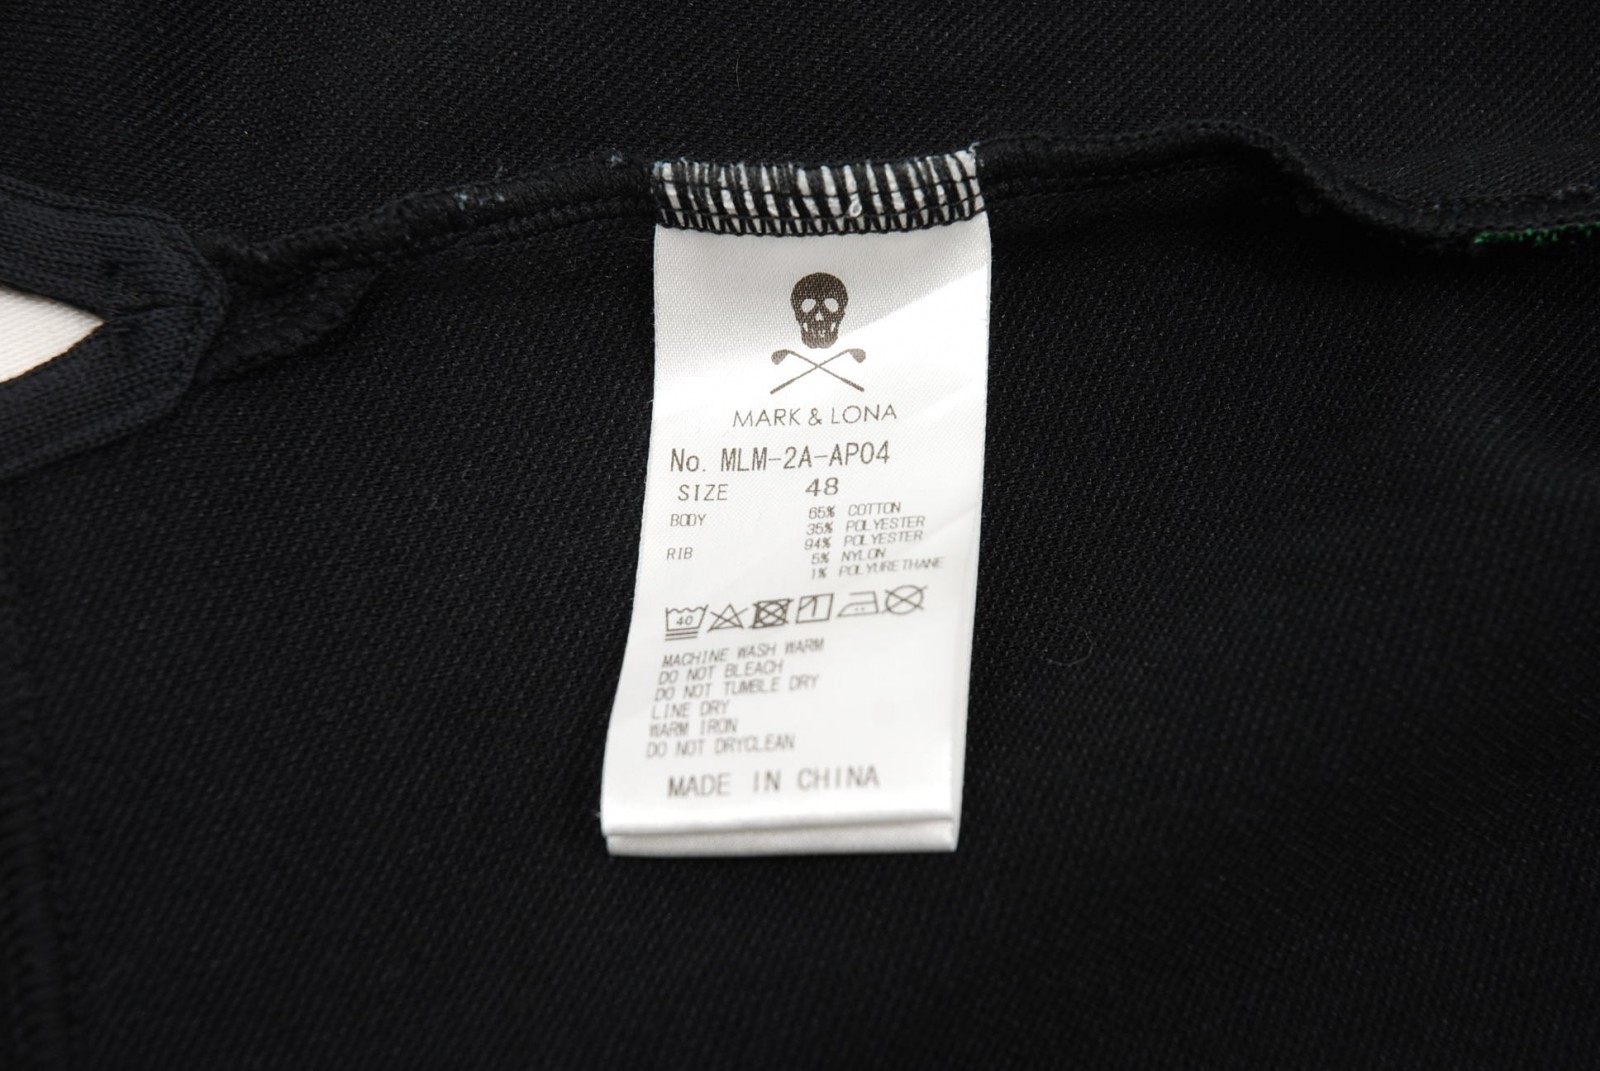 MARK & LONA
No. MLM-2A-AP04
SIZE 48
BODY 65% COTTON
35% POLYESTER
RIB 94% POLYESTER
5% NYLON
1% POLYURETHANE
40
MACHINE WASH WARM
DO NOT BLEACH
DO NOT TUMBLE DRY
LINE DRY
WARM IRON
DO NOT DRYCLEAN
MADE IN CHINA